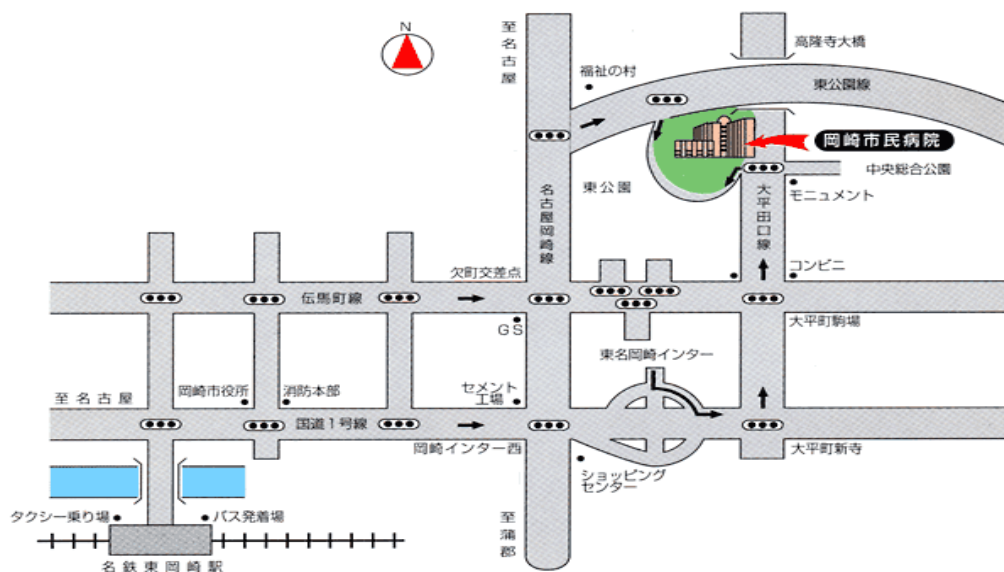 N
至名古屋
高隆寺大橋
福祉の村
東公園線
岡崎市民病院
中央総合公園
東公園
モニュメント
名古屋岡崎線
大平田口線
欠町交差点
コンビニ
伝馬町線
GS
大平町駒場
東名岡崎インター
岡崎市役所
消防本部
セメント
工場
至名古屋
国道1号線
岡崎インター西
大平町新寺
ショッピング
センター
タクシー乗り場
バス発着場
至蒲郡
名鉄東岡崎駅